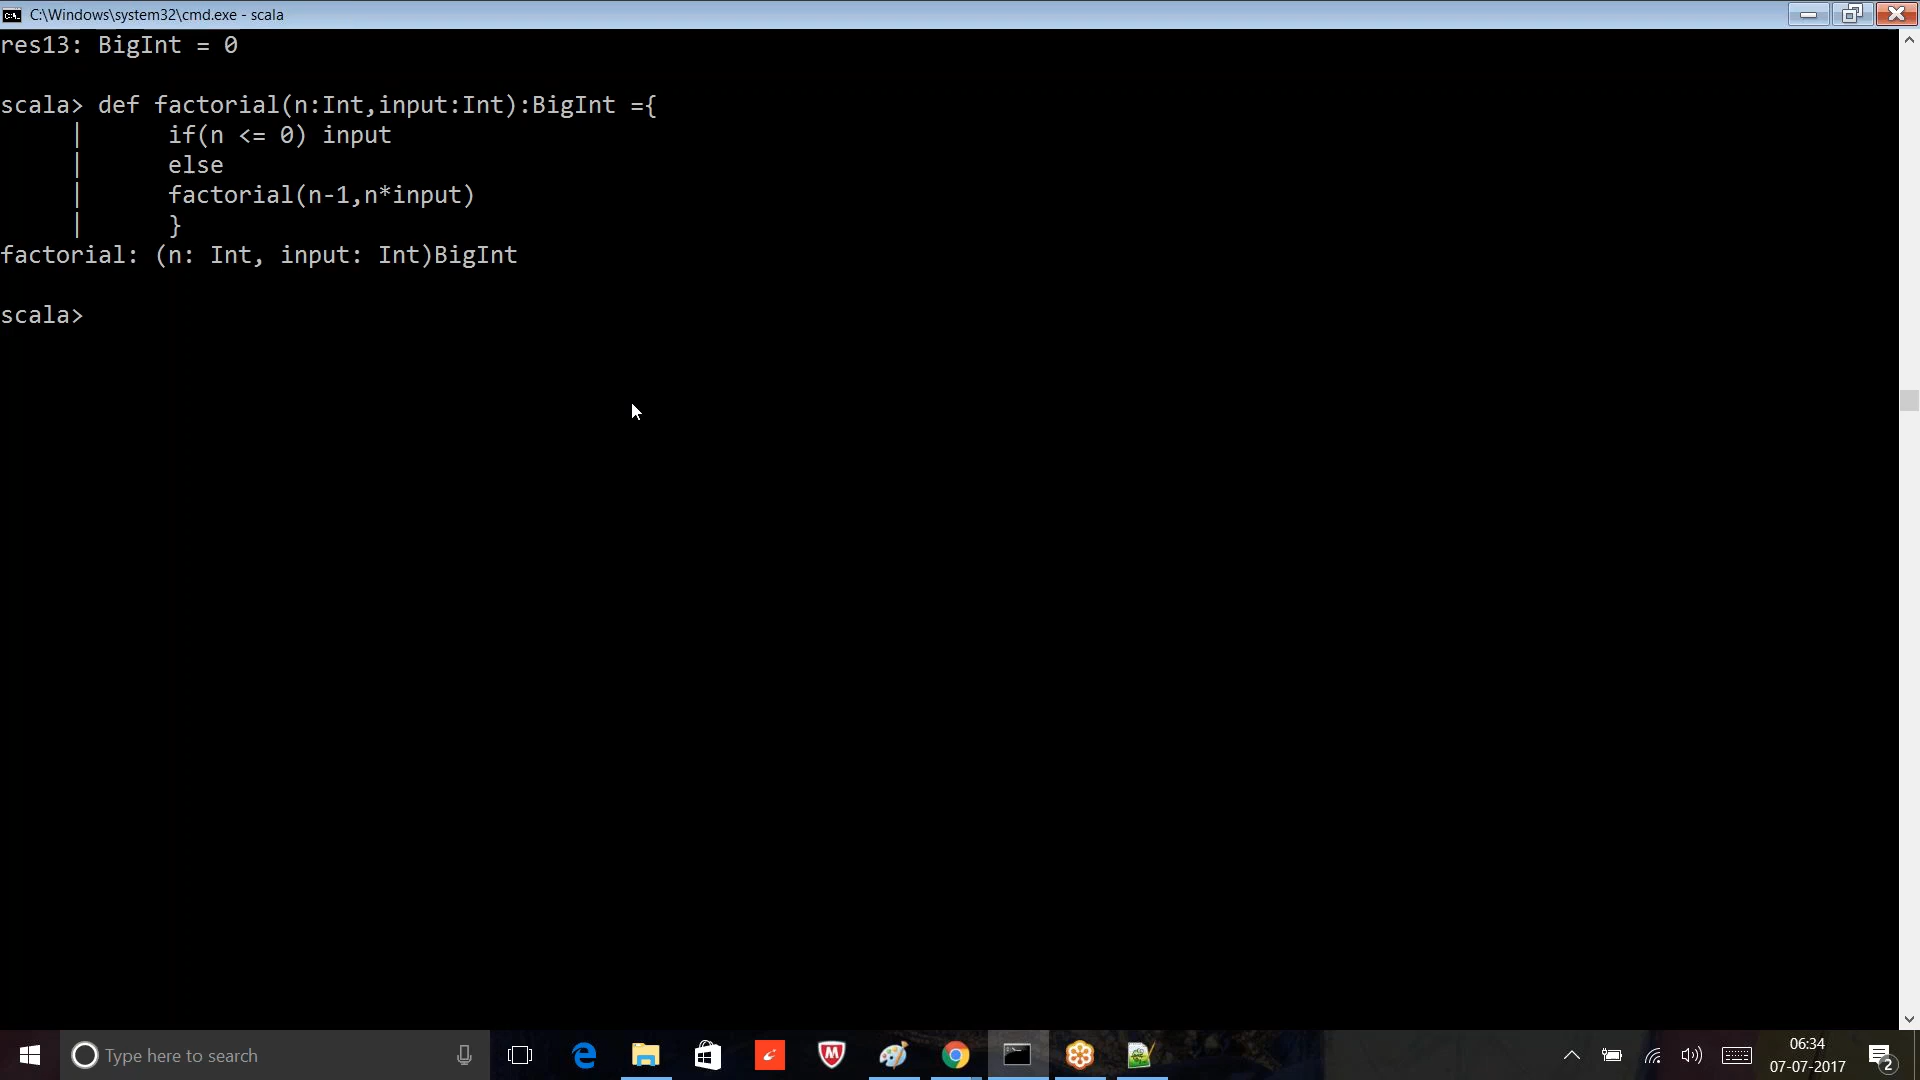 C:\Windows\system32\cmd.exe - scala
res13: BigInt = 0
scala> def factorial(n:Int,input:Int):BigInt ={
| if(n <= 0) input
| else
| factorial(n-1,n*input)
| }
factorial: (n: Int, input: Int)BigInt
scala>
Type here to search
06:34
07-07-2017
2